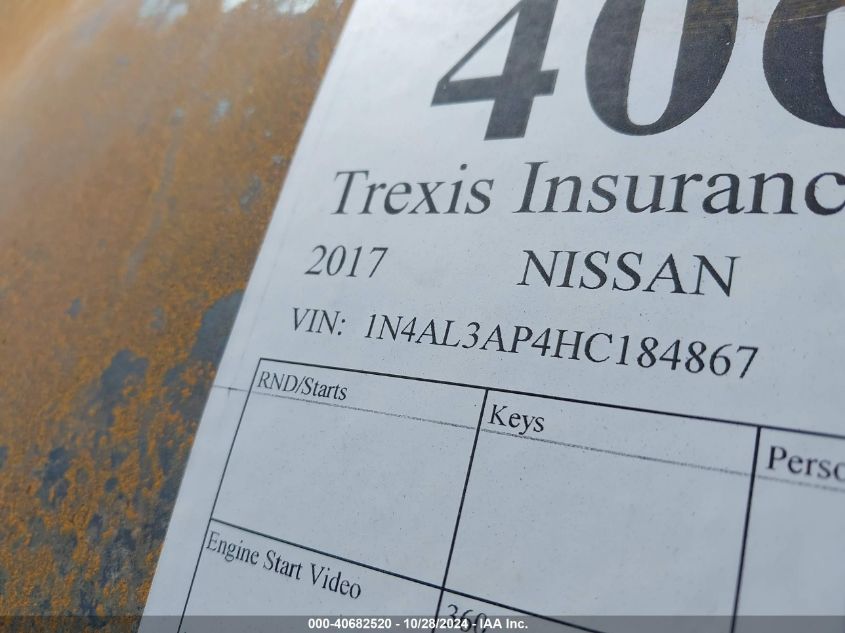 40
Trexis Insuranc
2017 NISSAN
VIN: 1N4AL3AP4HC184867
RND/Starts Keys Perso
Engine Start Video 360
000-40682520 - 10/28/2024 - IAA Inc.